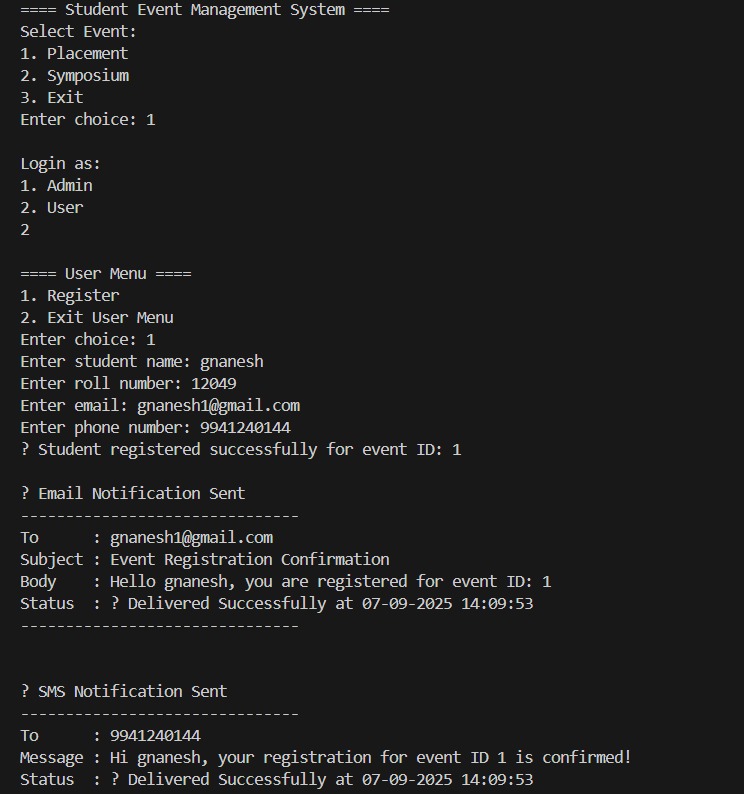 ==== Student Event Management System ====
Select Event:
1. Placement
2. Symposium
3. Exit
Enter choice: 1
Login as:
1. Admin
2. User
2
==== User Menu ====
1. Register
2. Exit User Menu
Enter choice: 1
Enter student name: gnanesh
Enter roll number: 12049
Enter email: gnanesh1@gmail.com
Enter phone number: 9941240144
? Student registered successfully for event ID: 1
? Email Notification Sent
-------------------------------
To      : gnanesh1@gmail.com
Subject : Event Registration Confirmation
Body    : Hello gnanesh, you are registered for event ID: 1
Status  : ? Delivered Successfully at 07-09-2025 14:09:53
-------------------------------
? SMS Notification Sent
-------------------------------
To      : 9941240144
Message : Hi gnanesh, your registration for event ID 1 is confirmed!
Status  : ? Delivered Successfully at 07-09-2025 14:09:53